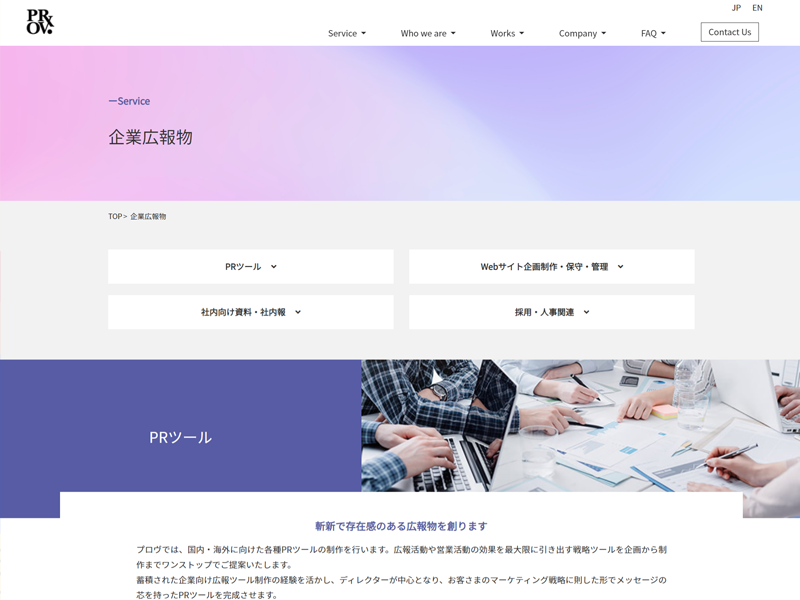 PR
OV.
JP EN
Service
Who we are
Works
Company
FAQ
Contact Us
ーService
企業広報物
TOP > 企業広報物
PRツール
Webサイト企画制作・保守・管理
社内向け資料・社内報
採用・人事関連
PRツール
斬新で存在感のある広報物を創ります
プロヴでは、国内・海外に向けた各種PRツールの制作を行います。広報活動や営業活動の効果を最大限に引き出す戦略ツールを企画から制
作までワンストップでご提案いたします。
蓄積された企業向け広報ツール制作の経験を活かし、ディレクターが中心となり、お客さまのマーケティング戦略に則した形でメッセージの
芯を持ったPRツールを完成させます。